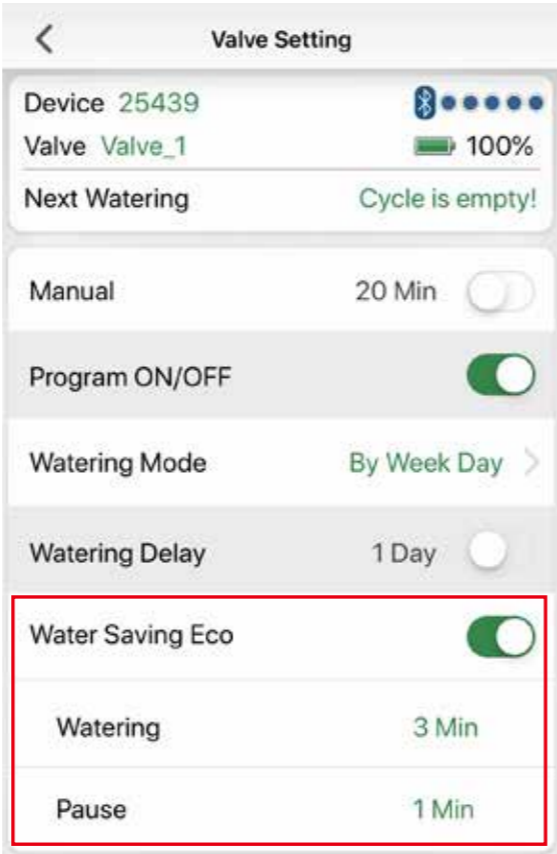 Valve Setting
Device 25439
Valve Valve_1 100%
Next Watering Cycle is empty!
Manual 20 Min
Program ON/OFF
Watering Mode By Week Day
Watering Delay 1 Day
Water Saving Eco
Watering 3 Min
Pause 1 Min